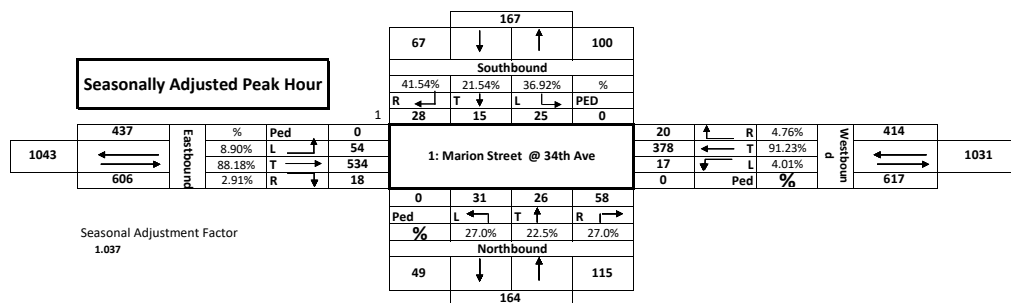 167
67 100
Southbound
41.54% 21.54% 36.92% %
R T L PED
1 28 15 25 0
Seasonally Adjusted Peak Hour
437 Eastbound % Ped 0
1043 8.90% L 54
88.18% T 534
606 2.91% R 18
1: Marion Street @ 34th Ave
20 R 4.76% Westboun d 414
378 T 91.23% 1031
17 L 4.01%
0 Ped % 617
0 31 26 58
Ped L T R
% 27.0% 22.5% 27.0%
Northbound
49 115
164
Seasonal Adjustment Factor
1.037